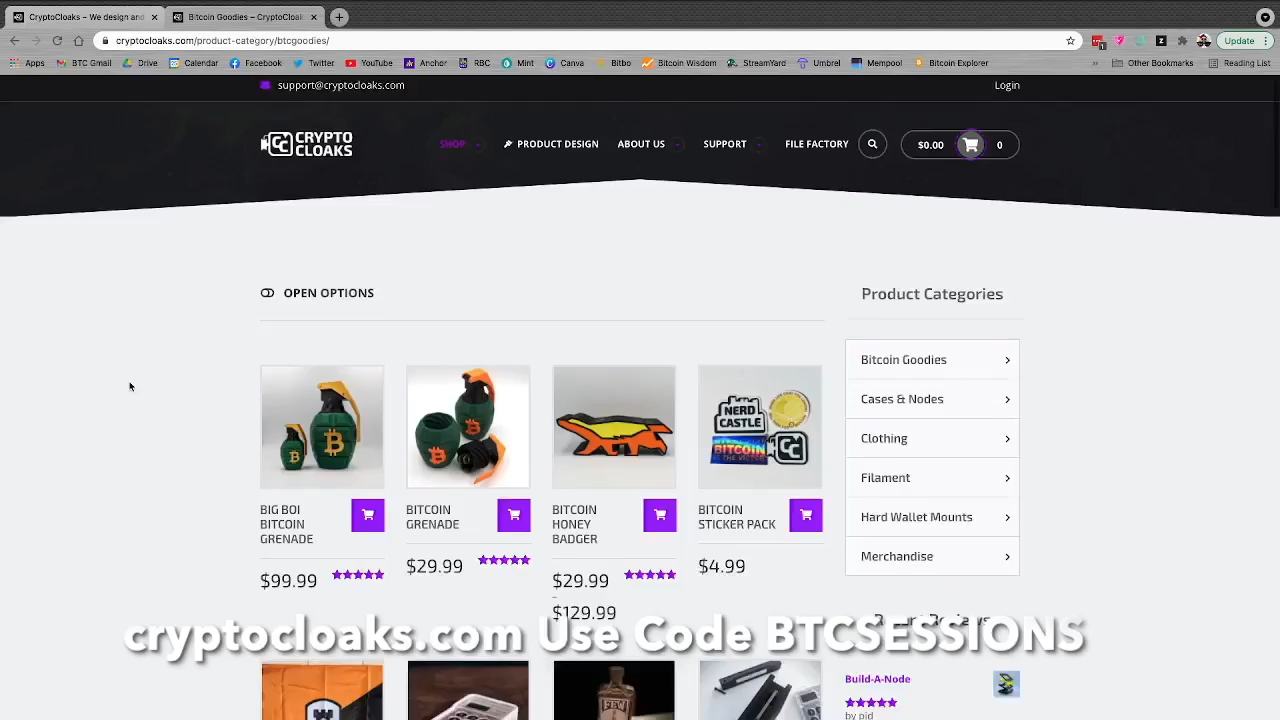 CryptoCloaks – We design and
Bitcoin Goodies – CryptoCloak
cryptocloaks.com/product-category/btcgoodies/
Update
Apps
BTC Gmail
Drive
Calendar
Facebook
Twitter
YouTube
Anchor
RBC
Mint
Canva
Bitbo
Bitcoin Wisdom
StreamYard
Umbrel
Mempool
Bitcoin Explorer
»
Other Bookmarks
Reading List
support@cryptocloaks.com
Login
CRYPTO
CLOAKS
SHOP
PRODUCT DESIGN
ABOUT US
SUPPORT
FILE FACTORY
$0.00
0
OPEN OPTIONS
BIG BOI
BITCOIN
GRENADE
$99.99
BITCOIN
GRENADE
$29.99
BITCOIN
HONEY
BADGER
$29.99
–
$129.99
NERD
CASTLE
BITCOIN
BITCOIN
STICKER PACK
$4.99
Product Categories
Bitcoin Goodies
Cases & Nodes
Clothing
Filament
Hard Wallet Mounts
Merchandise
Recent Reviews
cryptocloaks.com Use Code BTCSESSIONS
Build-A-Node
by pid